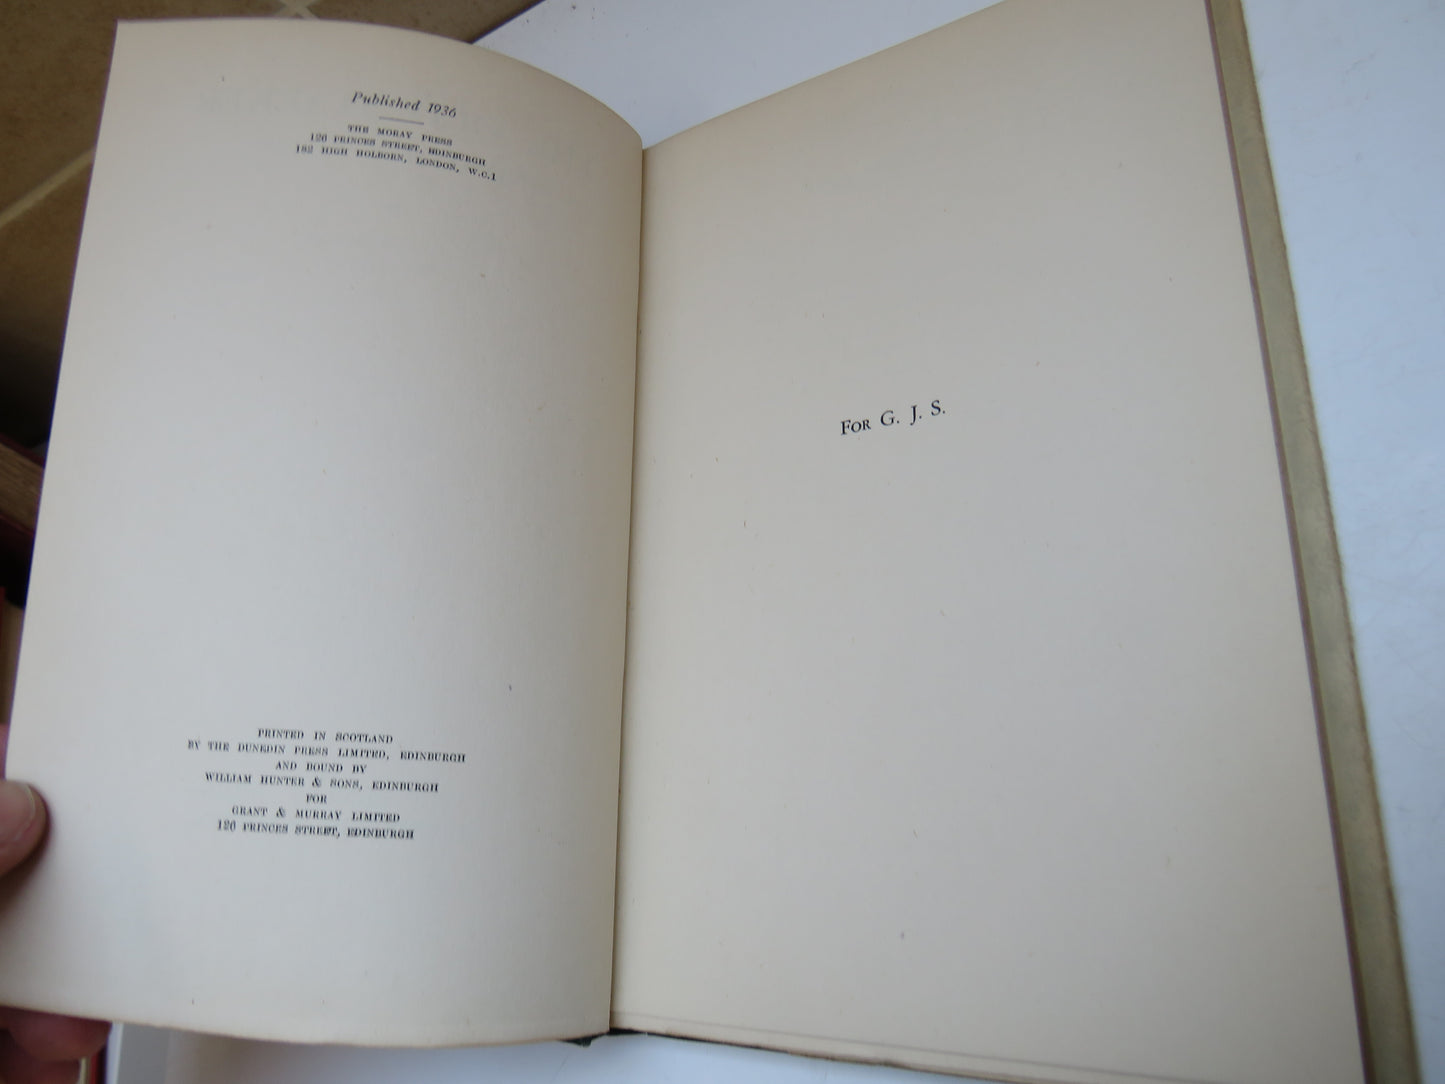 Published 1936
THE MORAY PRESS
126 PRINCES STREET, EDINBURGH
182 HIGH HOLBORN, LONDON, W.C.1
PRINTED IN SCOTLAND
BY THE DUNEDIN PRESS LIMITED, EDINBURGH
AND BOUND BY
WILLIAM HUNTER & SONS, EDINBURGH
FOR
GRANT & MURRAY LIMITED
126 PRINCES STREET, EDINBURGH
FOR G. J. S.